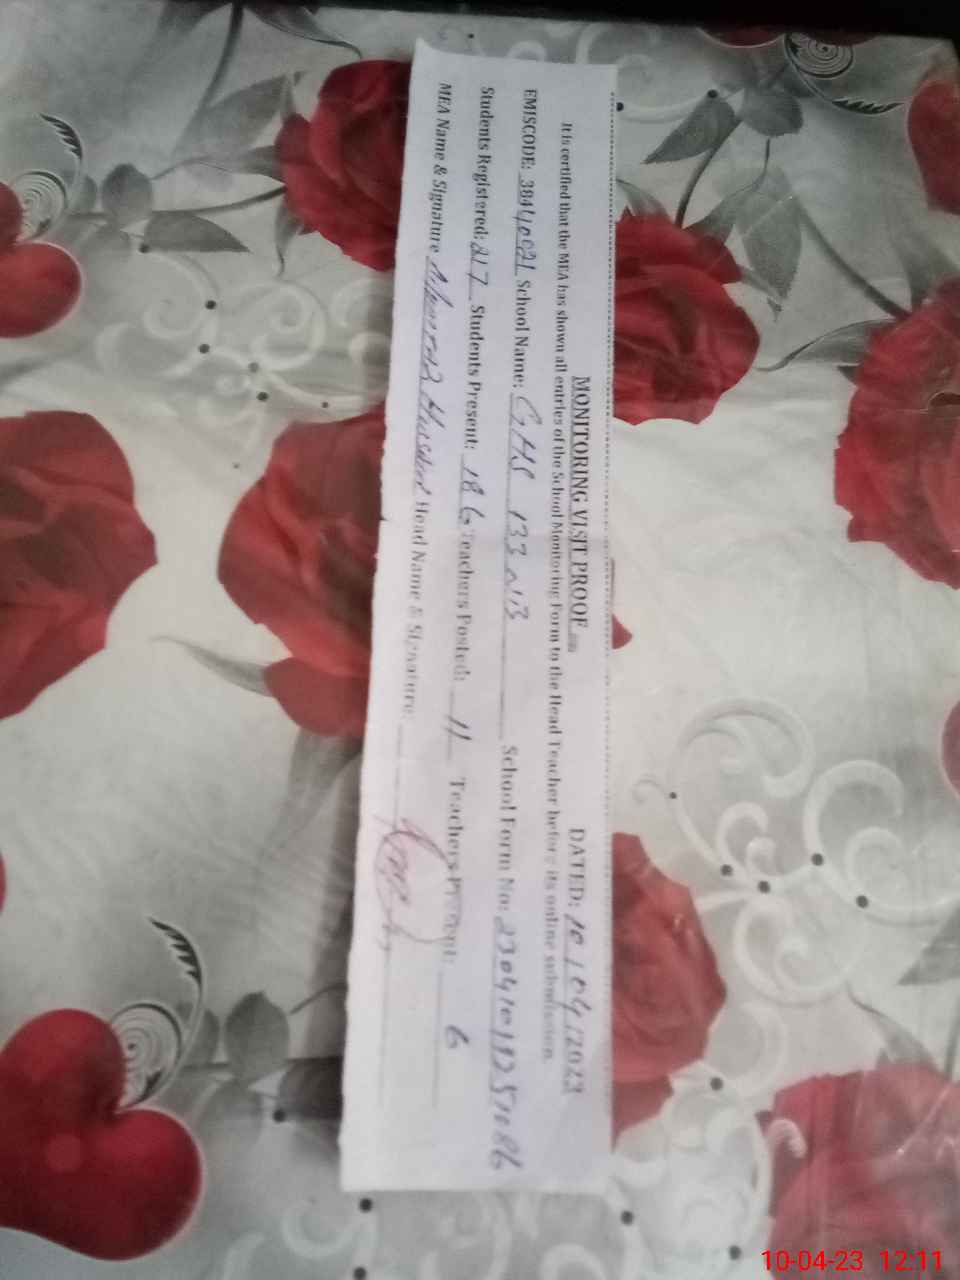 MONITORING VISIT PROOF DATED: 10/04/2023
It is certified that the MEA has shown all entries of the School Monitoring Form to the Head Teacher before its online submission.
EMISCODE: School Name: GHS 133 NB School Form No:
Students Registered: 217 Students Present: 186 Teachers Posted: 11 Teachers Present: 6
MEA Name & Signature Head Name & Signature:
10-04-23 12:11